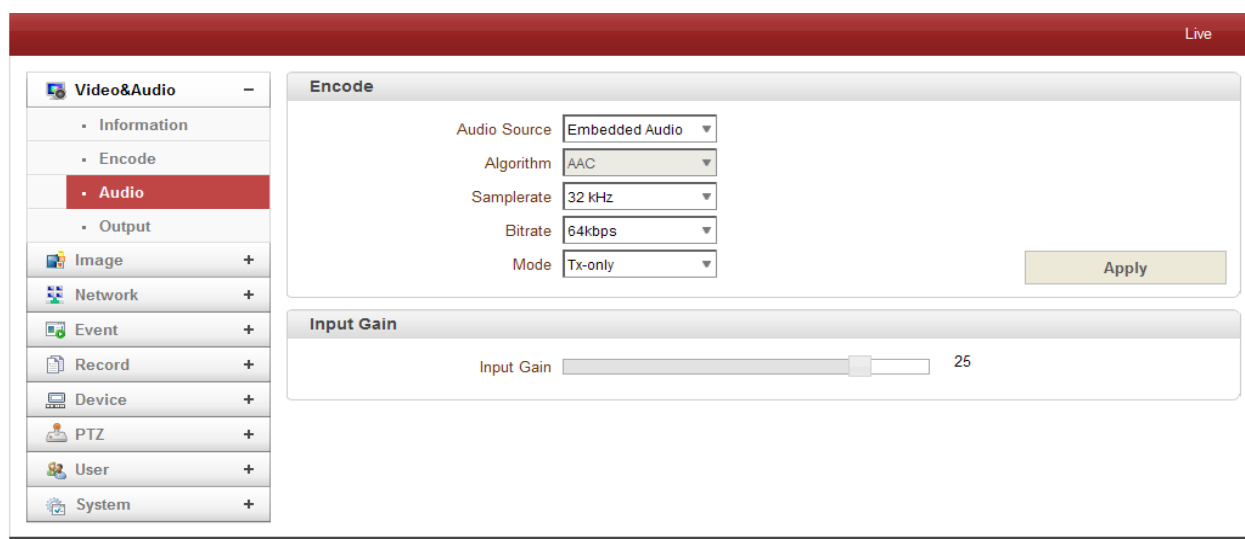 Live
Video&Audio −
Information
Encode
Audio
Output
Image +
Network +
Event +
Record +
Device +
PTZ +
User +
System +
Encode
Audio Source Embedded Audio
Algorithm AAC
Samplerate 32 kHz
Bitrate 64kbps
Mode Tx-only
Apply
Input Gain
Input Gain 25